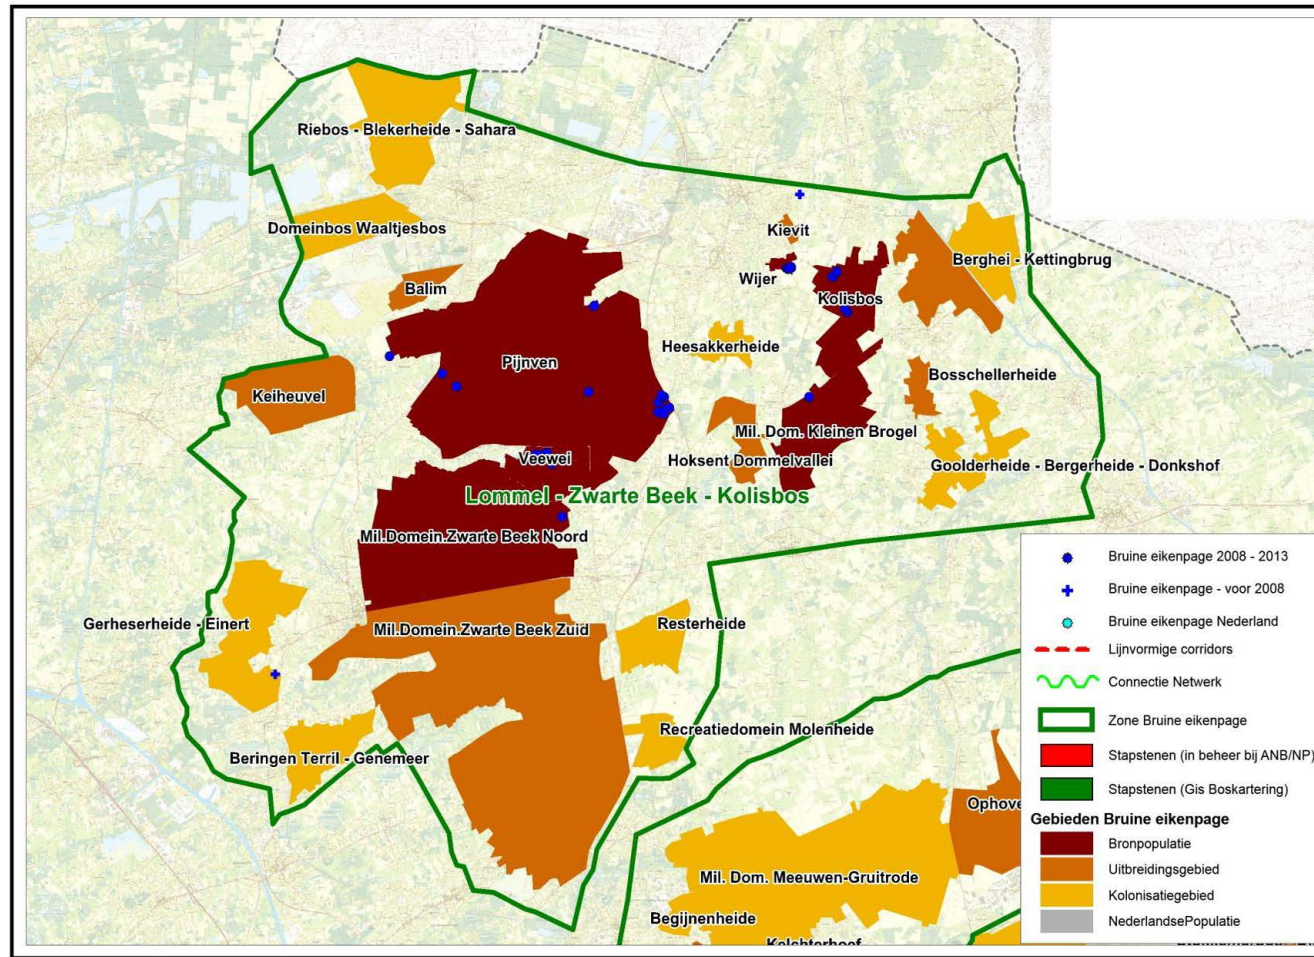 Riebos - Blekerheide - Sahara
Domeinbos Waaltjesbos
Kievit
Balim
Wijer
Berghei - Kettingbrug
Kolisbos
Heesakkerheide
Pijnven
Bosschellerheide
Keiheuvel
Mil. Dom. Kleinen Brogel
Veewei
Hoksent Dommelvallei
Goolderheide - Bergerheide - Donkshof
Lommel - Zwarte Beek - Kolisbos
Mil.Domein.Zwarte Beek Noord
Gerheserheide - Einert
Mil.Domein.Zwarte Beek Zuid
Resterheide
Recreatiedomein Molenheide
Beringen Terril - Genemeer
Ophove
Mil. Dom. Meeuwen-Gruitrode
Begijnenheide
Kelchterhoef
Bruine eikenpage 2008 - 2013
Bruine eikenpage - voor 2008
Bruine eikenpage Nederland
Lijnvormige corridors
Connectie Netwerk
Zone Bruine eikenpage
Stapstenen (in beheer bij ANB/NP)
Stapstenen (Gis Boskartering)
Gebieden Bruine eikenpage
Bronpopulatie
Uitbreidingsgebied
Kolonisatiegebied
NederlandsePopulatie